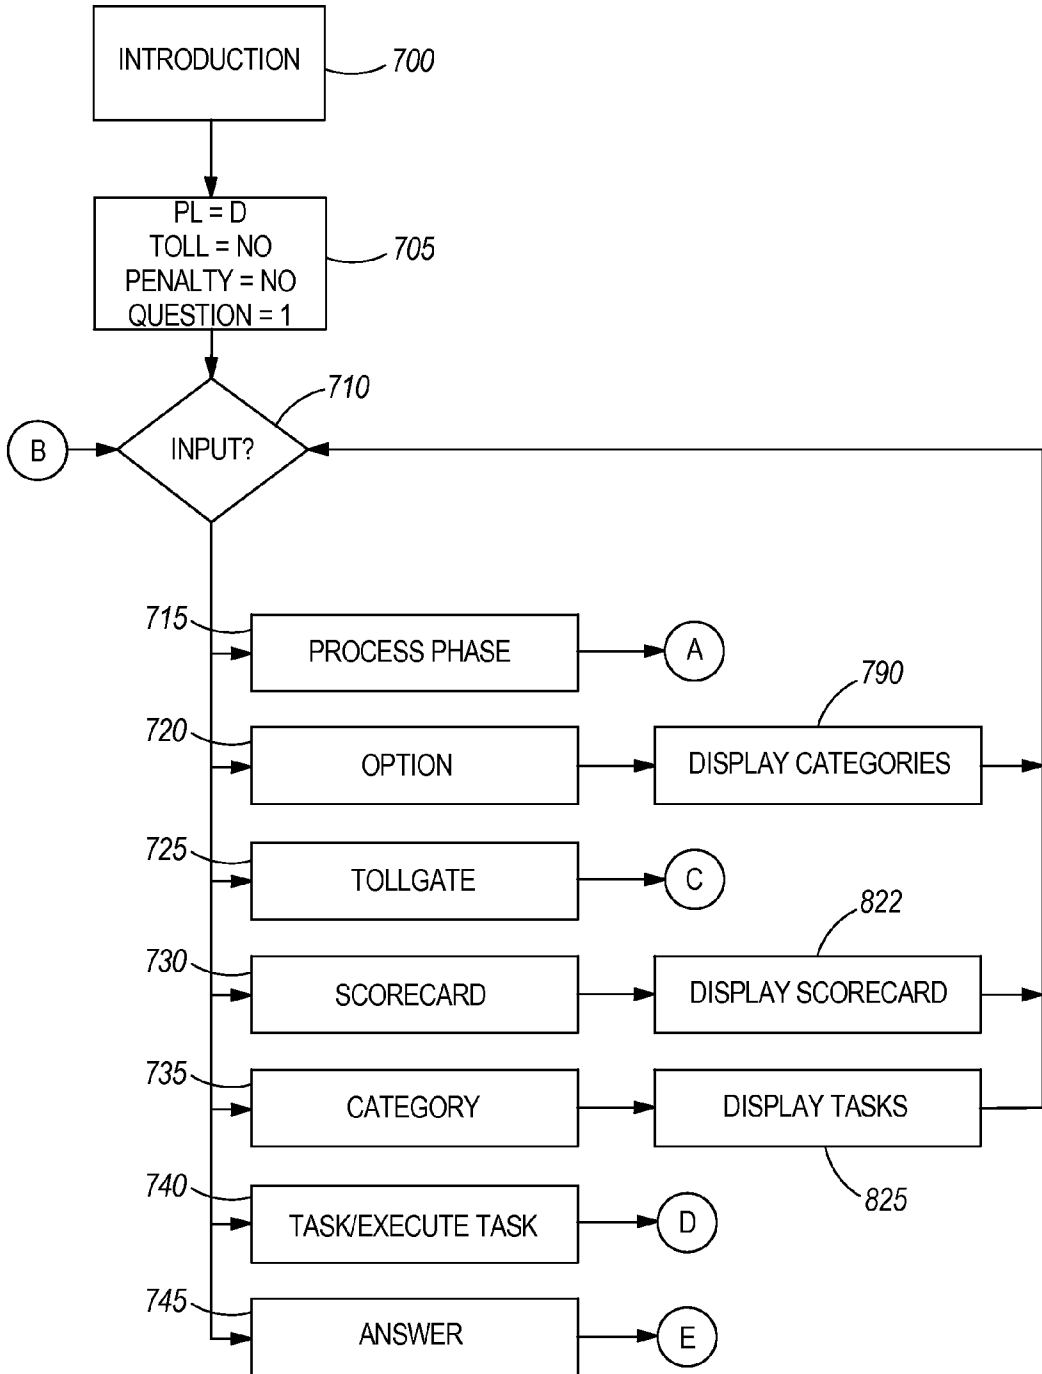 INTRODUCTION
700
PL = D
TOLL = NO
PENALTY = NO
QUESTION = 1
705
710
B
INPUT?
715
PROCESS PHASE
A
790
720
OPTION
DISPLAY CATEGORIES
725
TOLLGATE
C
822
730
SCORECARD
DISPLAY SCORECARD
735
CATEGORY
DISPLAY TASKS
825
740
TASK/EXECUTE TASK
D
745
ANSWER
E